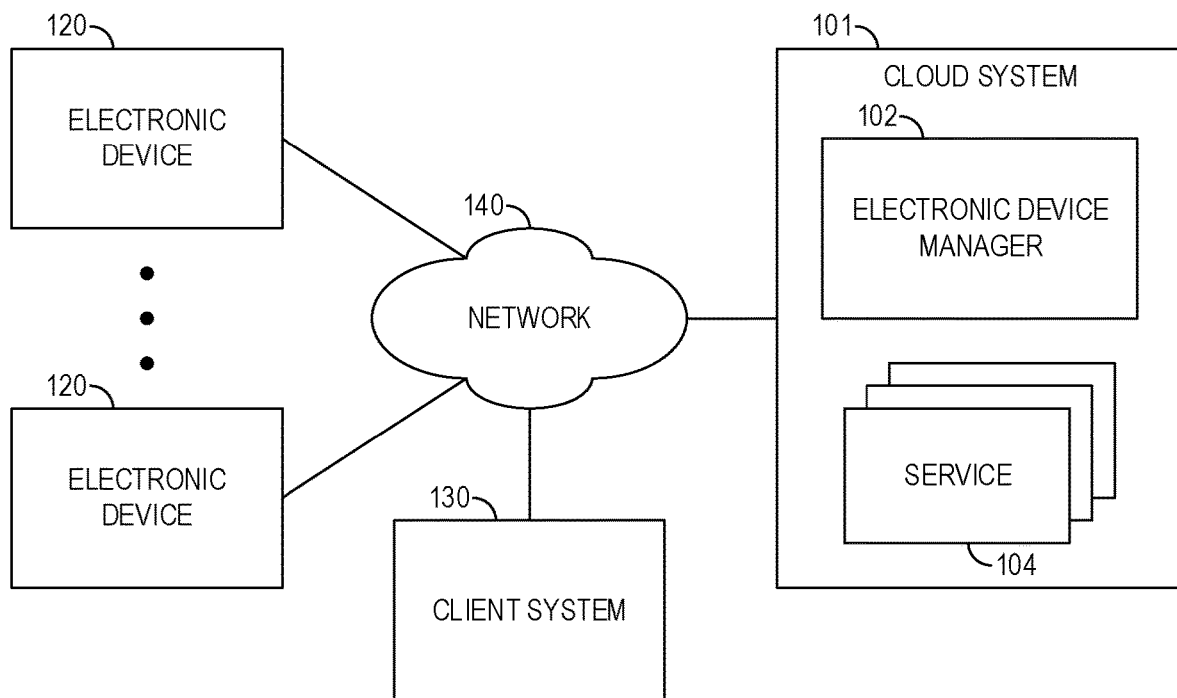 120
ELECTRONIC
DEVICE
120
ELECTRONIC
DEVICE
140
NETWORK
130
CLIENT SYSTEM
101
CLOUD SYSTEM
102
ELECTRONIC DEVICE
MANAGER
SERVICE
104